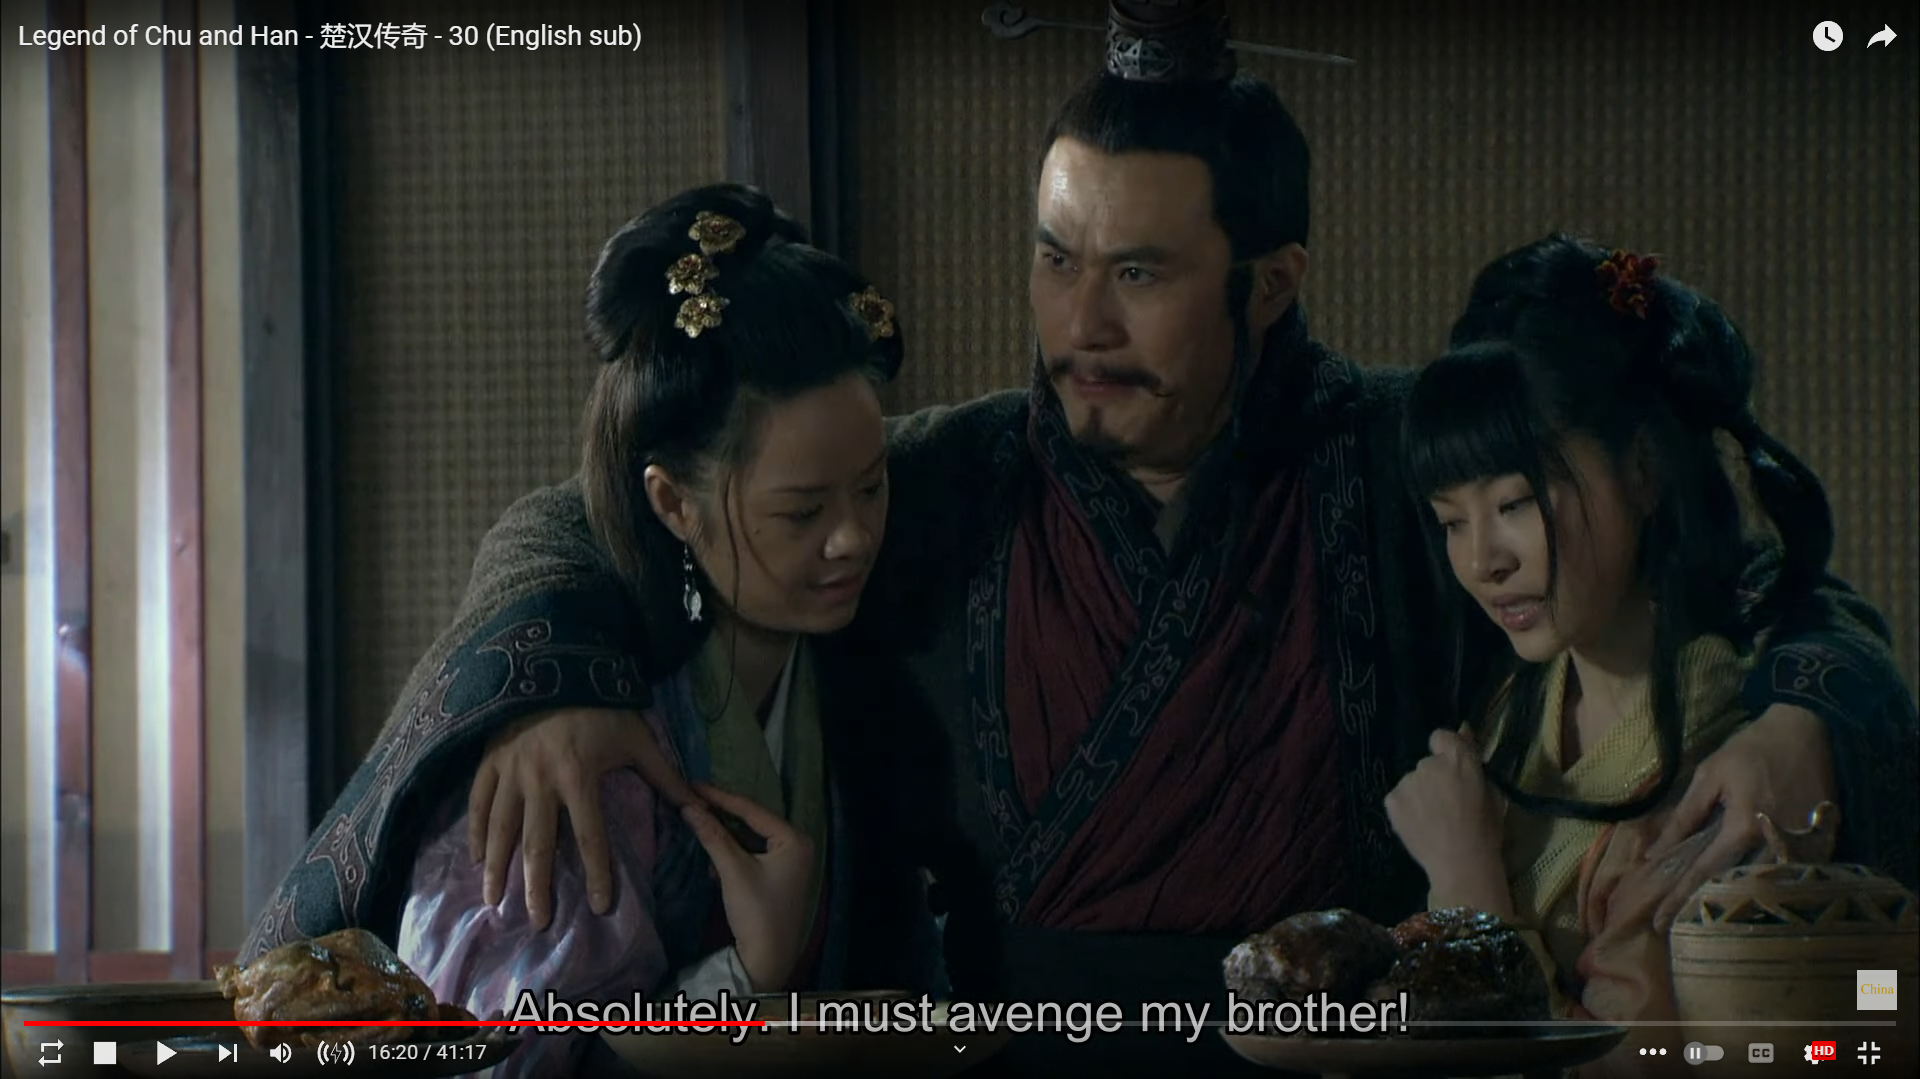 Legend of Chu and Han - 楚汉传奇 - 30 (English sub)
China
Absolutely. I must avenge my brother!
16:20 / 41:17
CC
HD